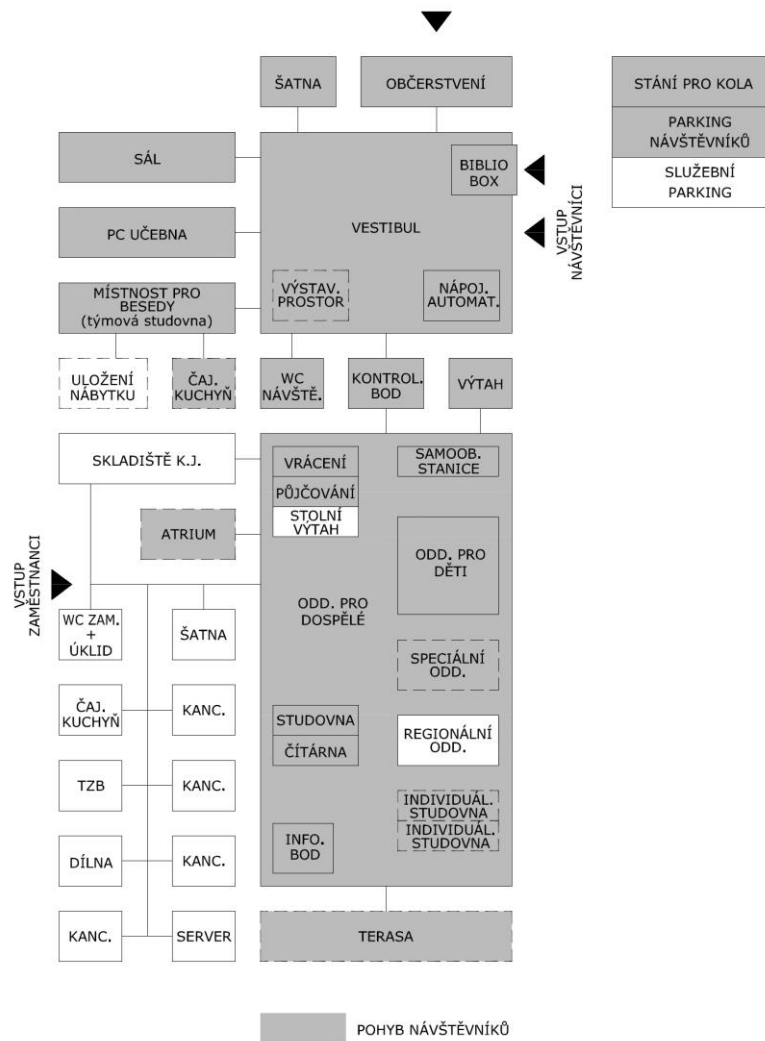 ŠATNA
OBČERSTVENÍ
STÁNÍ PRO KOLA
PARKING
NÁVŠTĚVNÍKŮ
SLUŽEBNÍ
PARKING
SÁL
BIBLIO
BOX
VSTUP
NÁVŠTĚVNÍCI
PC UČEBNA
VESTIBUL
MÍSTNOST PRO
BESEDY
(týmová studovna)
VÝSTAV.
PROSTOR
NÁPOJ.
AUTOMAT.
ULOŽENÍ
NÁBYTKU
ČAJ.
KUCHYŇ
WC
NÁVŠTĚ.
KONTROL.
BOD
VÝTAH
SKLADIŠTĚ K.J.
VRÁCENÍ
PŮJČOVÁNÍ
STOLNÍ
VÝTAH
SAMOOB.
STANICE
ATRIUM
ODD. PRO
DĚTI
VSTUP
ZAMĚSTNANCI
ODD. PRO
DOSPĚLÉ
WC ZAM.
+
ÚKLID
ŠATNA
SPECIÁLNÍ
ODD.
ČAJ.
KUCHYŇ
KANC.
STUDOVNA
ČÍTÁRNA
REGIONÁLNÍ
ODD.
TZB
KANC.
INDIVIDUÁL.
STUDOVNA
INDIVIDUÁL.
STUDOVNA
INFO.
BOD
DÍLNA
KANC.
KANC.
SERVER
TERASA
POHYB NÁVŠTĚVNÍKŮ